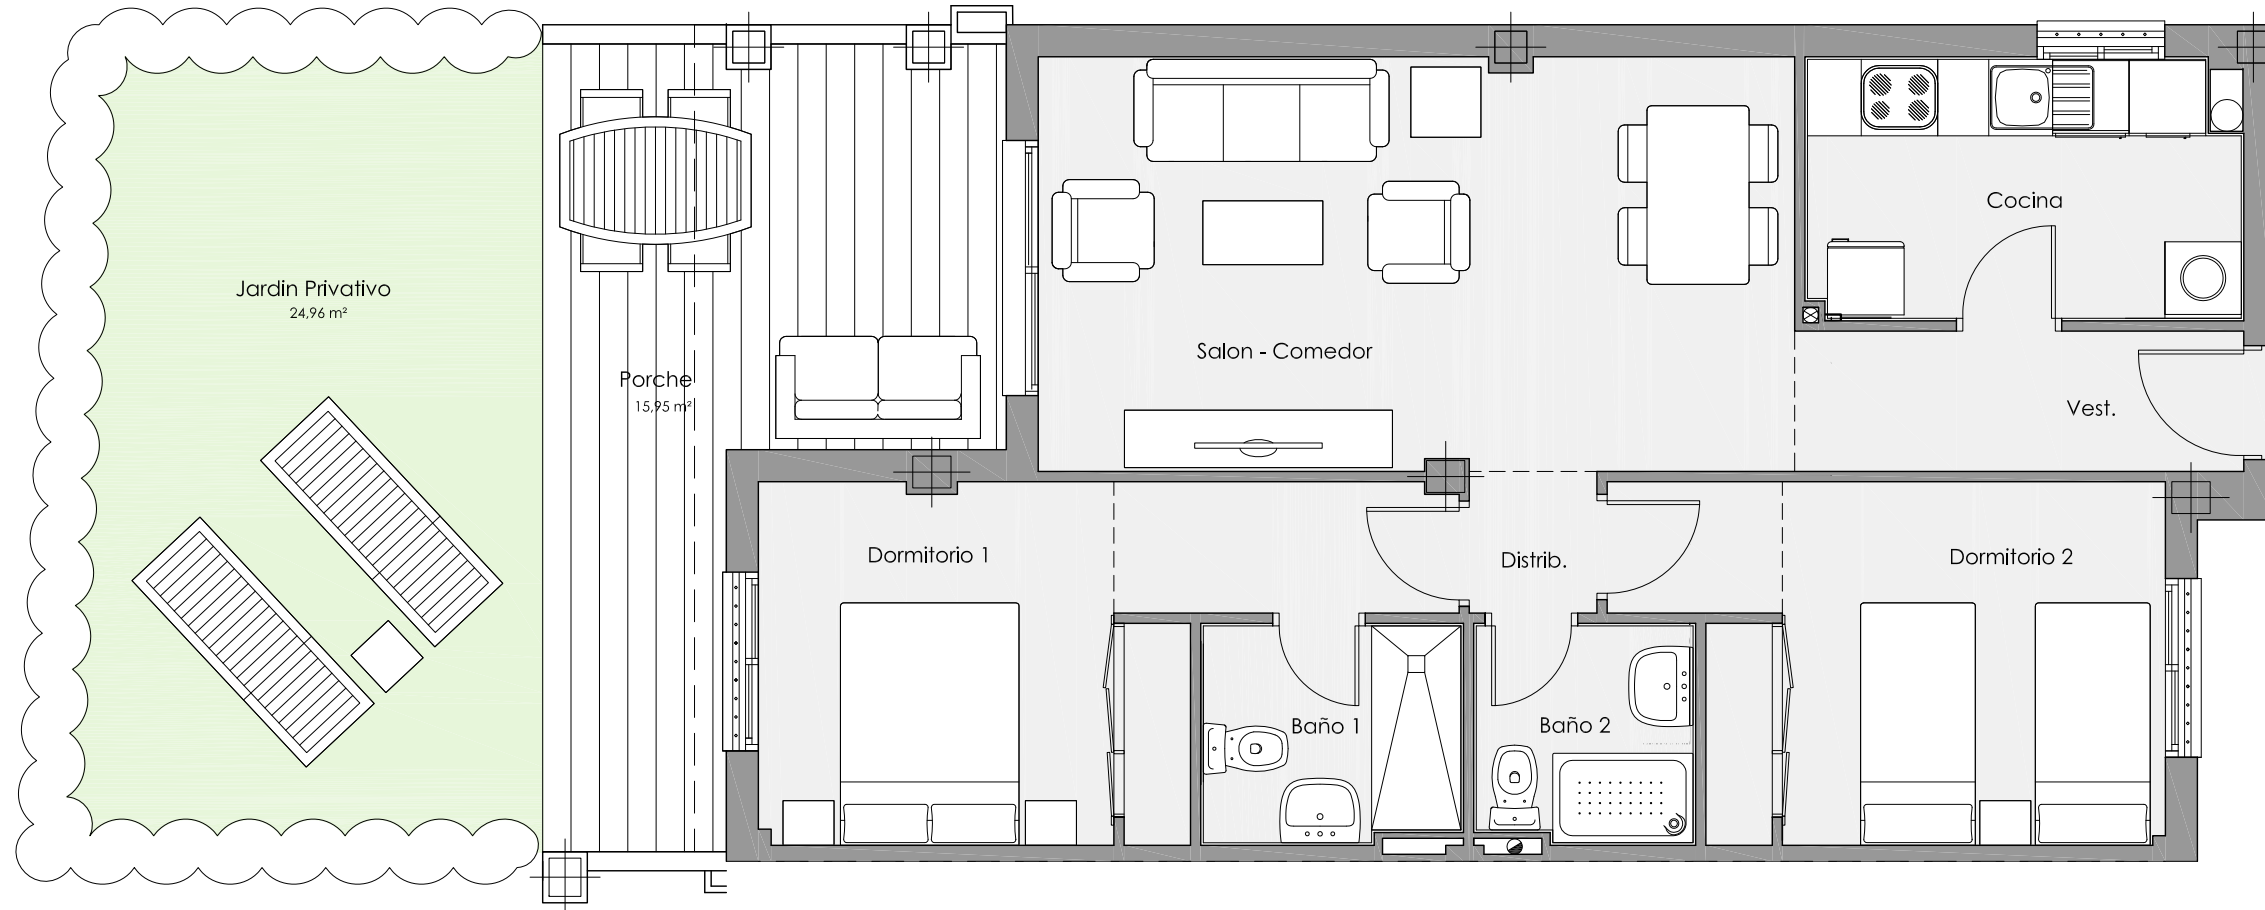 Cocina
Jardin Privativo
24,96 m²
Salon - Comedor
Porche
15,95 m²
Vest.
Dormitorio 1
Distrib.
Dormitorio 2
Baño 1
Baño 2